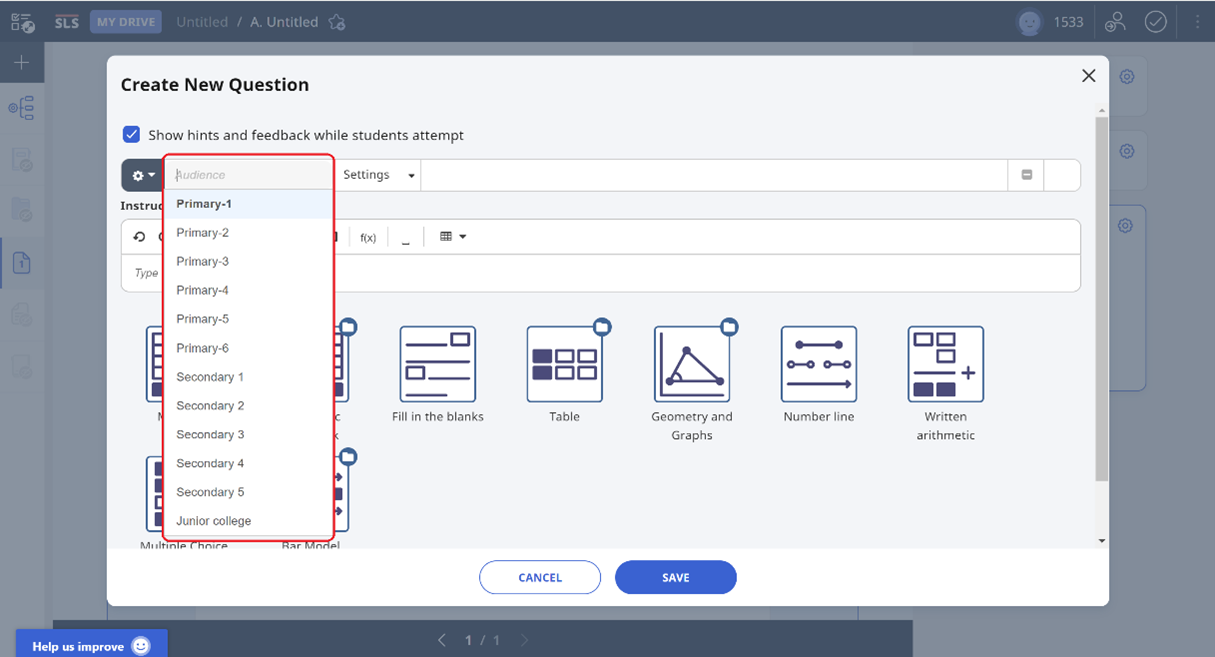 SLS MY DRIVE Untitled / A. Untitled 1533
Create New Question
Show hints and feedback while students attempt
Audience Settings
Primary-1
Instruc
Primary-2
f(x)
Primary-3
Type
Primary-4
Primary-5
Primary-6
Secondary 1
Secondary 2
Secondary 3
Secondary 4
Secondary 5
Junior college
Fill in the blanks
Table
Geometry and
Graphs
Number line
Written
arithmetic
Multiple Choice
Bar Model
CANCEL
SAVE
Help us improve
1 / 1
1